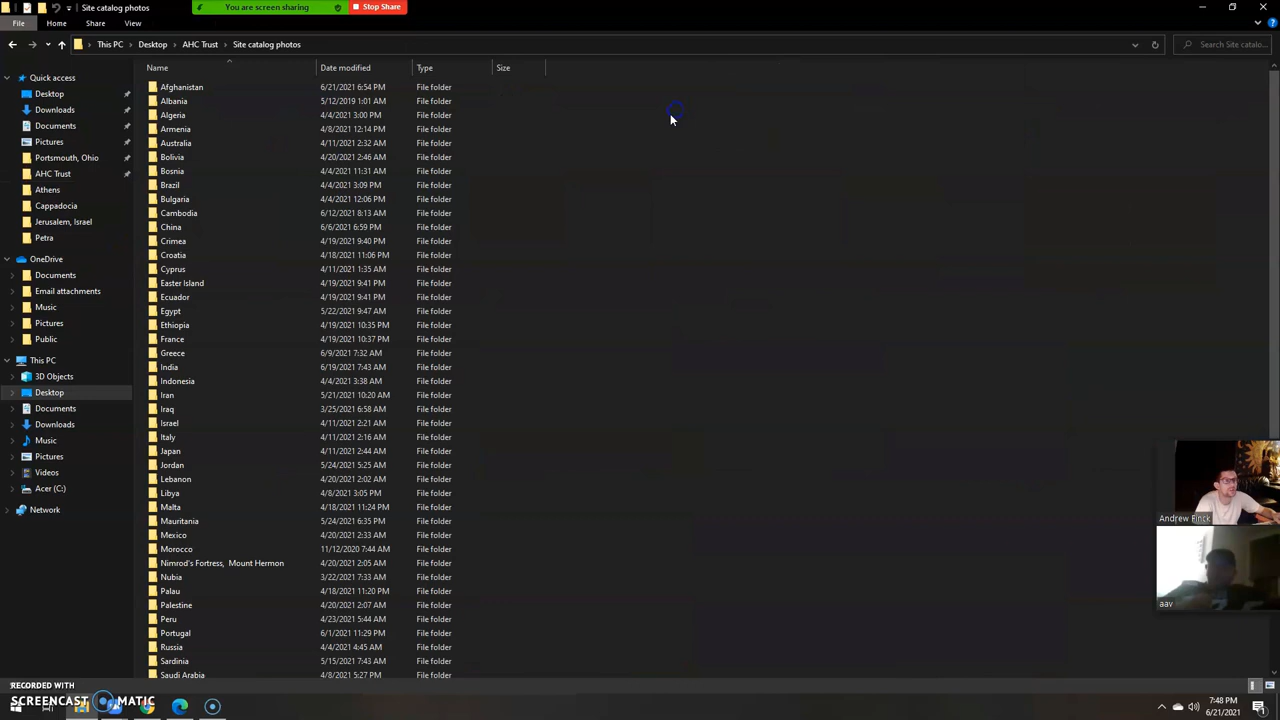 Site catalog photos
You are screen sharing
Stop Share
File Home Share View
This PC Desktop AHC Trust Site catalog photos
Search Site catalo...
Name Date modified Type Size
Quick access
Desktop
Downloads
Documents
Pictures
Portsmouth, Ohio
AHC Trust
Athens
Cappadocia
Jerusalem, Israel
Petra
OneDrive
Documents
Email attachments
Music
Pictures
Public
This PC
3D Objects
Desktop
Documents
Downloads
Music
Pictures
Videos
Acer (C:)
Network
Afghanistan 6/21/2021 6:54 PM File folder
Albania 5/12/2019 1:01 AM File folder
Algeria 4/4/2021 3:00 PM File folder
Armenia 4/8/2021 12:14 PM File folder
Australia 4/11/2021 2:32 AM File folder
Bolivia 4/20/2021 2:46 AM File folder
Bosnia 4/4/2021 11:31 AM File folder
Brazil 4/4/2021 3:09 PM File folder
Bulgaria 4/4/2021 12:06 PM File folder
Cambodia 6/12/2021 8:13 AM File folder
China 6/6/2021 6:59 PM File folder
Crimea 4/19/2021 9:40 PM File folder
Croatia 4/18/2021 11:06 PM File folder
Cyprus 4/11/2021 1:35 AM File folder
Easter Island 4/19/2021 9:41 PM File folder
Ecuador 4/19/2021 9:41 PM File folder
Egypt 5/22/2021 9:47 AM File folder
Ethiopia 4/19/2021 10:35 PM File folder
France 4/19/2021 10:37 PM File folder
Greece 6/9/2021 7:32 AM File folder
India 6/19/2021 7:43 AM File folder
Indonesia 4/4/2021 3:38 AM File folder
Iran 5/21/2021 10:20 AM File folder
Iraq 3/25/2021 6:58 AM File folder
Israel 4/11/2021 2:21 AM File folder
Italy 4/11/2021 2:16 AM File folder
Japan 4/11/2021 2:44 AM File folder
Jordan 5/24/2021 5:25 AM File folder
Lebanon 4/20/2021 2:02 AM File folder
Libya 4/8/2021 3:05 PM File folder
Malta 4/18/2021 11:24 PM File folder
Mauritania 5/24/2021 6:35 PM File folder
Mexico 4/20/2021 2:33 AM File folder
Morocco 11/12/2020 7:44 AM File folder
Nimrod's Fortress, Mount Hermon 4/20/2021 2:05 AM File folder
Nubia 3/22/2021 7:33 AM File folder
Palau 4/18/2021 11:20 PM File folder
Palestine 4/20/2021 2:07 AM File folder
Peru 4/23/2021 5:44 AM File folder
Portugal 6/1/2021 11:29 PM File folder
Russia 4/4/2021 4:45 AM File folder
Sardinia 5/15/2021 7:43 AM File folder
Saudi Arabia 4/8/2021 5:27 PM File folder
Andrew Finck
aav
RECORDED WITH
SCREENCAST MATIC
7:48 PM
6/21/2021